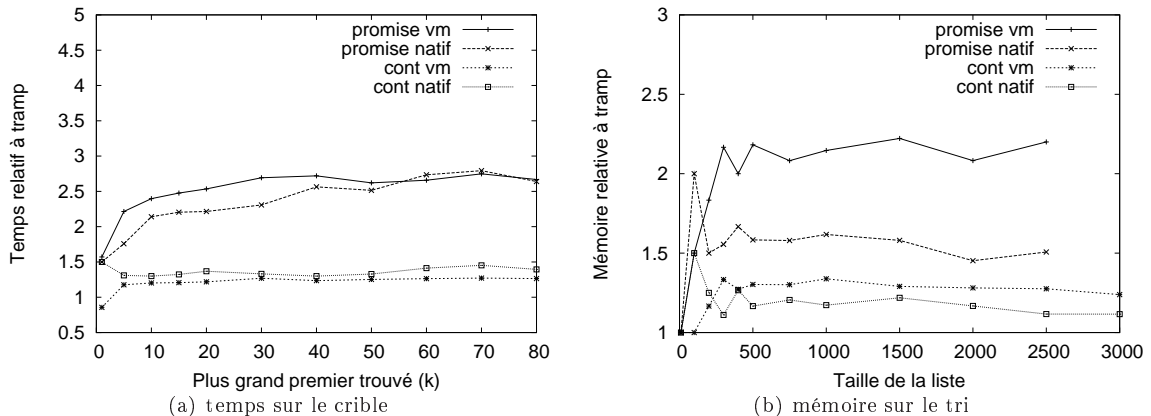 Temps relatif à tramp
5
4.5
4
3.5
3
2.5
2
1.5
1
0.5
promise vm
promise natif
cont vm
cont natif
0 10 20 30 40 50 60 70 80
Plus grand premier trouvé (k)
(a) temps sur le crible
Mémoire relative à tramp
3
2.5
2
1.5
1
promise vm
promise natif
cont vm
cont natif
0 500 1000 1500 2000 2500 3000
Taille de la liste
(b) mémoire sur le tri